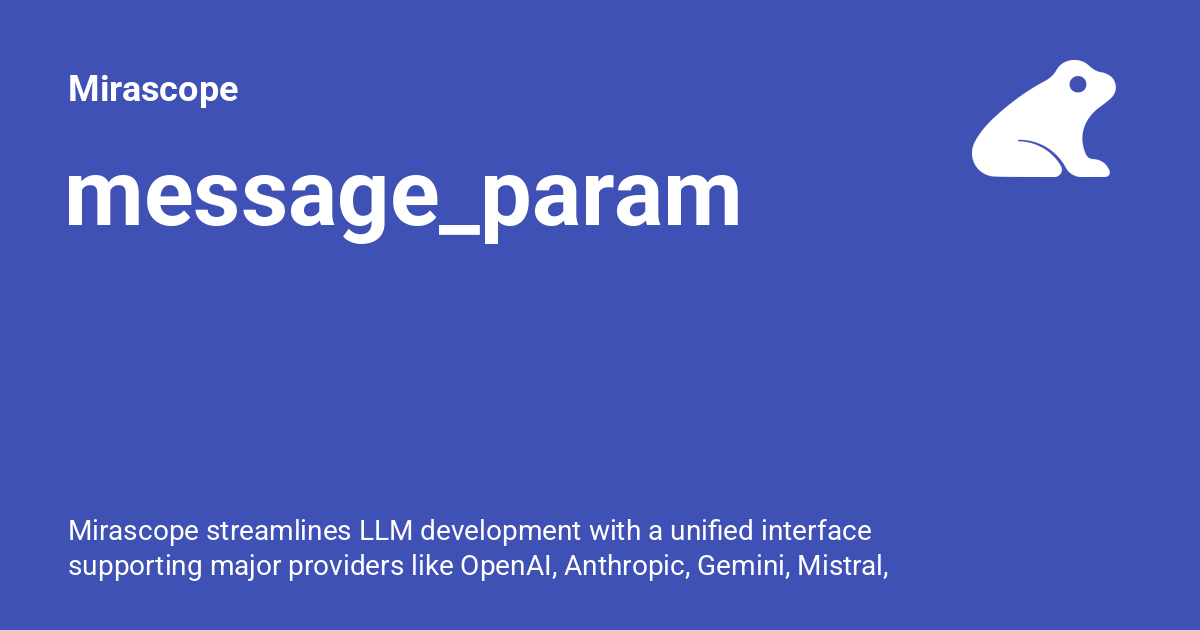 Mirascope
message_param
Mirascope streamlines LLM development with a unified interface
supporting major providers like OpenAI, Anthropic, Gemini, Mistral,